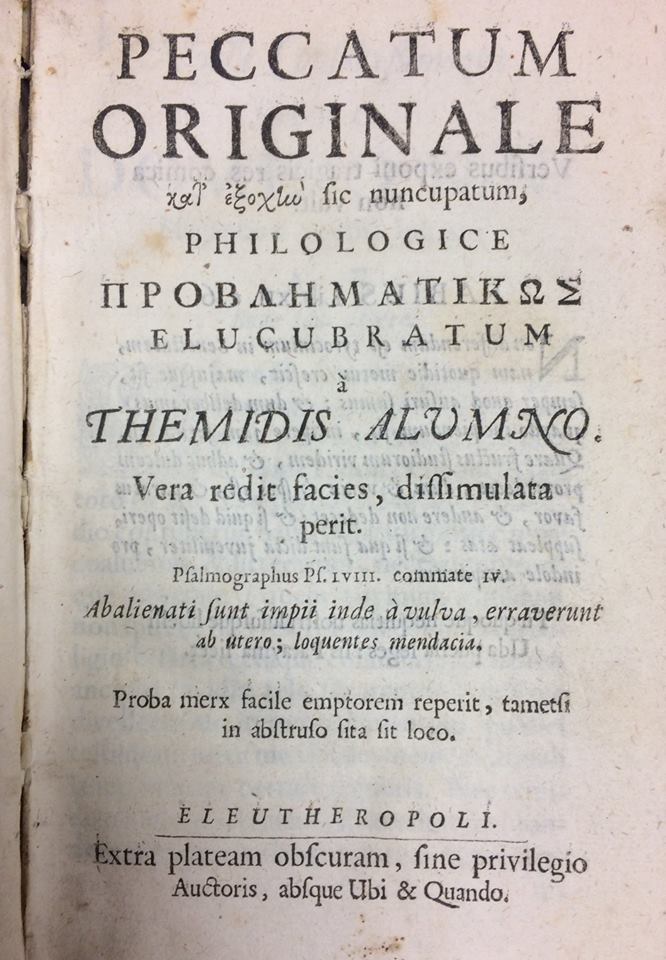 PECCATUM
ORIGINALE
κατ' ἐξοχὴν sic nuncupatum,
PHILOLOGICE
ΠΡΟΒΛΗΜΑΤΙΚΩΣ
ELUCUBRATUM
à
THEMIDIS ALUMNO.
Vera redit facies, dissimulata
perit.
Psalmographus Ps. LVIII. commate IV.
Abalienati sunt impii inde à vulva, erraverunt
ab utero; loquentes mendacia.
Proba merx facile emptorem reperit, tametsi
in abstruso sita sit loco.
ELEUTHEROPOLI.
Extra plateam obscuram, sine privilegio
Auctoris, absque Ubi & Quando.